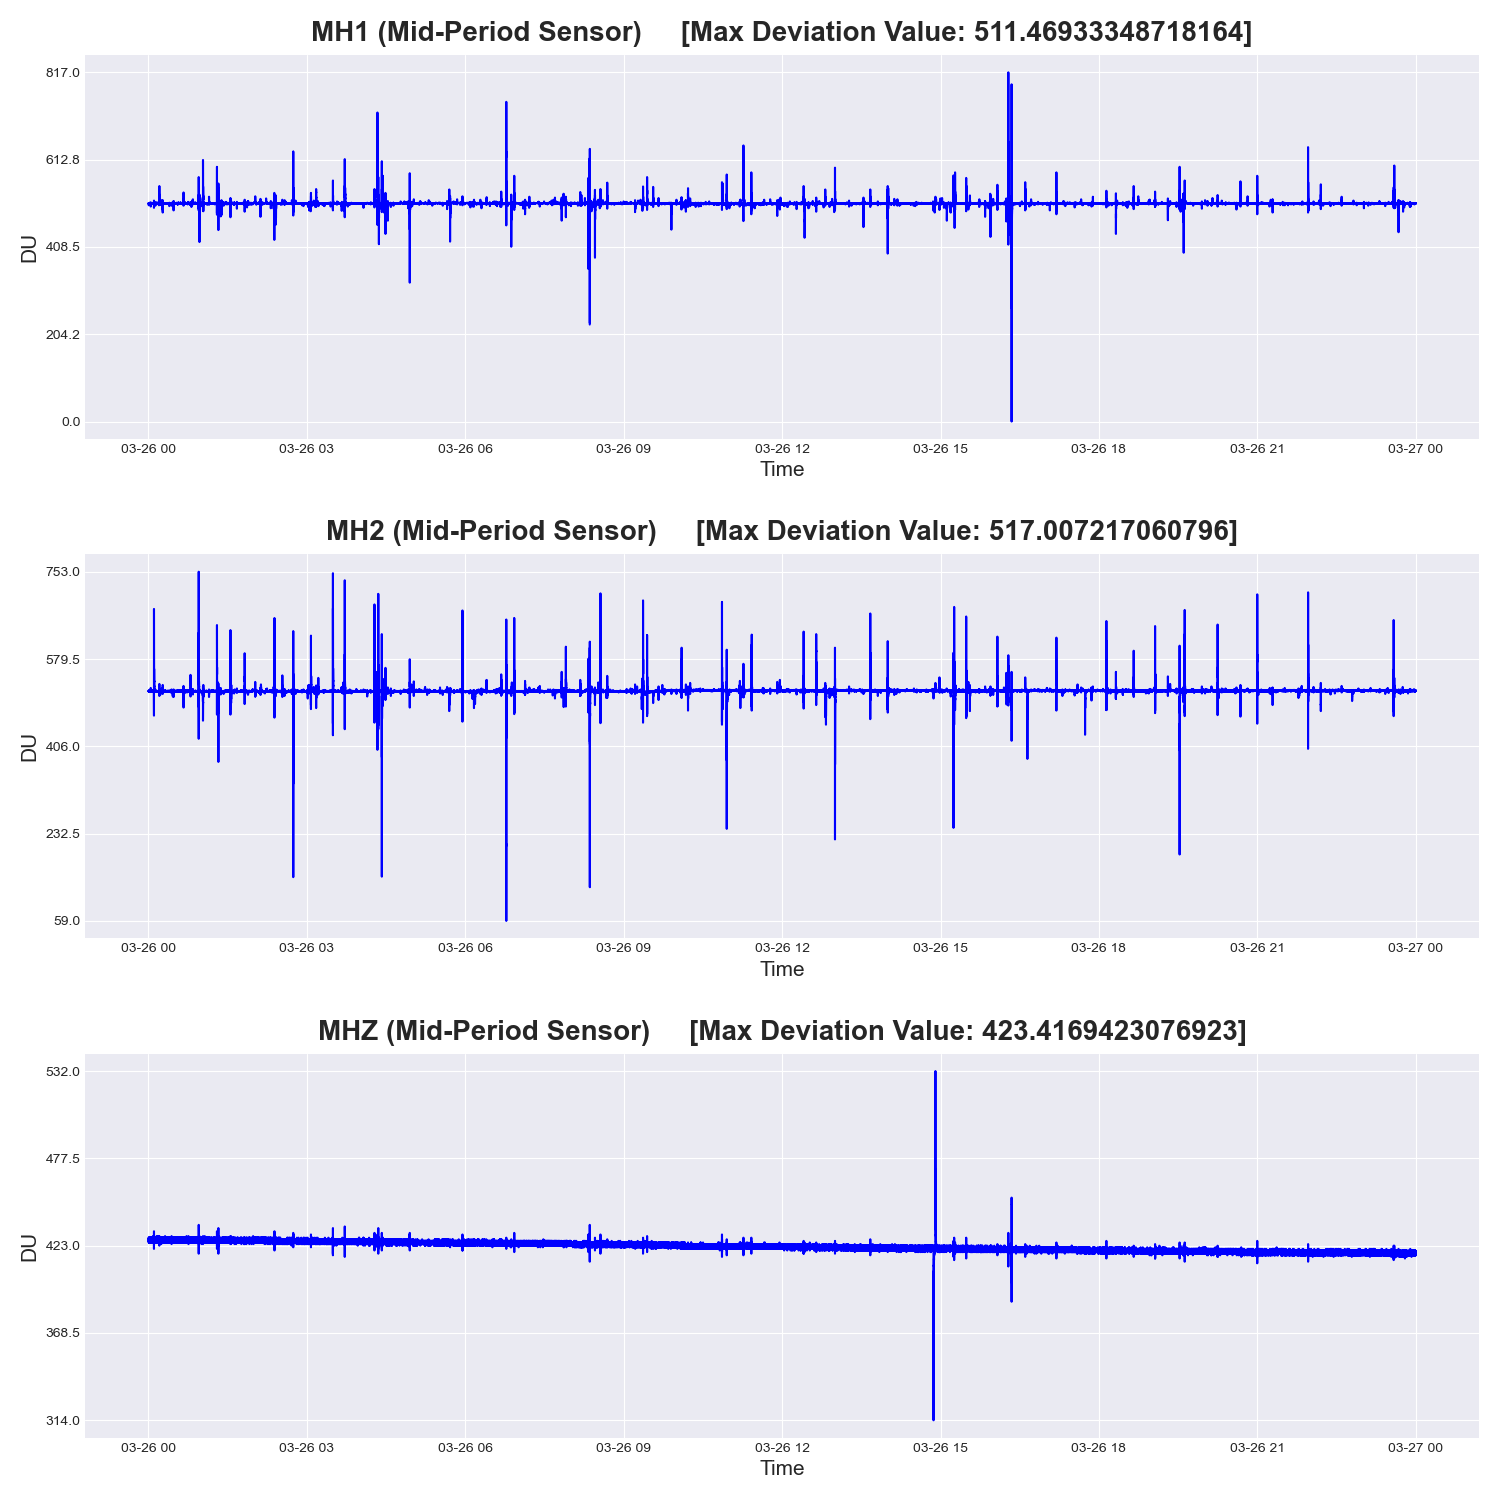 MH1 (Mid-Period Sensor) [Max Deviation Value: 511.46933348718164]
817.0
612.8
408.5
204.2
0.0
DU
03-26 00 03-26 03 03-26 06 03-26 09 03-26 12 03-26 15 03-26 18 03-26 21 03-27 00
Time
MH2 (Mid-Period Sensor) [Max Deviation Value: 517.007217060796]
753.0
579.5
406.0
232.5
59.0
DU
03-26 00 03-26 03 03-26 06 03-26 09 03-26 12 03-26 15 03-26 18 03-26 21 03-27 00
Time
MHZ (Mid-Period Sensor) [Max Deviation Value: 423.4169423076923]
532.0
477.5
423.0
368.5
314.0
DU
03-26 00 03-26 03 03-26 06 03-26 09 03-26 12 03-26 15 03-26 18 03-26 21 03-27 00
Time